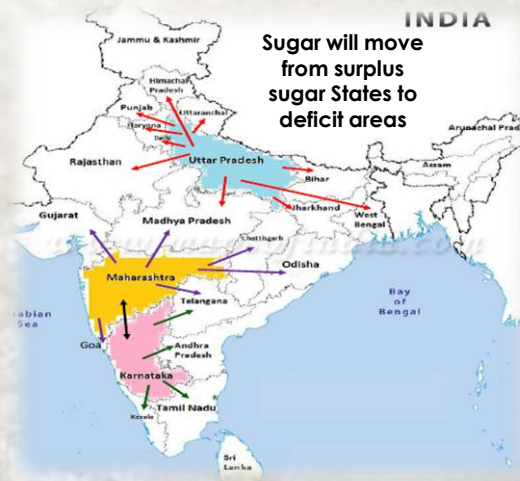 INDIA
Sugar will move
from surplus
sugar States to
deficit areas
Jammu & Kashmir
Himachal
Pradesh
Punjab
Uttaranchal
Haryana
Delhi
Arunachal Prad
Rajasthan
Uttar Pradesh
Assam
Bihar
Jharkhand
West
Bengal
Gujarat
Madhya Pradesh
Chattisgarh
Odisha
Maharashtra
Bay
of
Bengal
rabian
Sea
Telangana
Goa
Andhra
Pradesh
Karnataka
Kerala
Tamil Nadu
Sri
Lanka